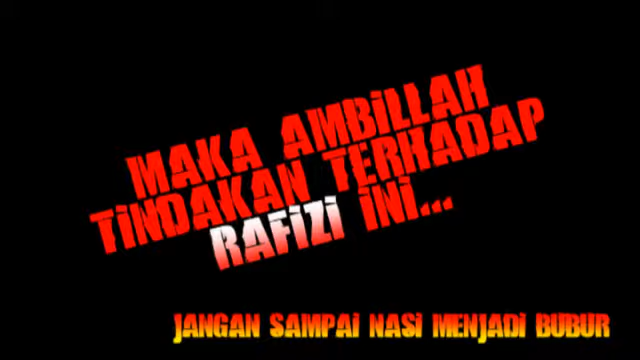 MAKA AMBiLLAH
TiNDAKAN TERHADAP
RAFiZi iNi...
JANGAN SAMPAi NASi MENJADi BUBUR